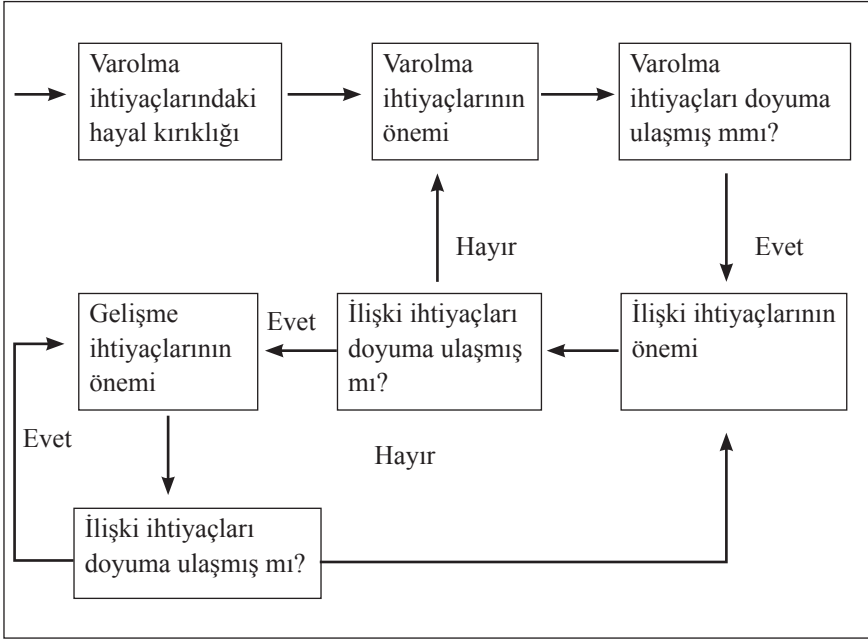 Varolma
ihtiyaçlarındaki
hayal kırıklığı
Varolma
ihtiyaçlarının
önemi
Varolma
ihtiyaçları doyuma
ulaşmış mmı?
Hayır
Evet
Gelişme
ihtiyaçlarının
önemi
Evet
İlişki ihtiyaçları
doyuma ulaşmış
mı?
İlişki ihtiyaçlarının
önemi
Evet
Hayır
İlişki ihtiyaçları
doyuma ulaşmış mı?